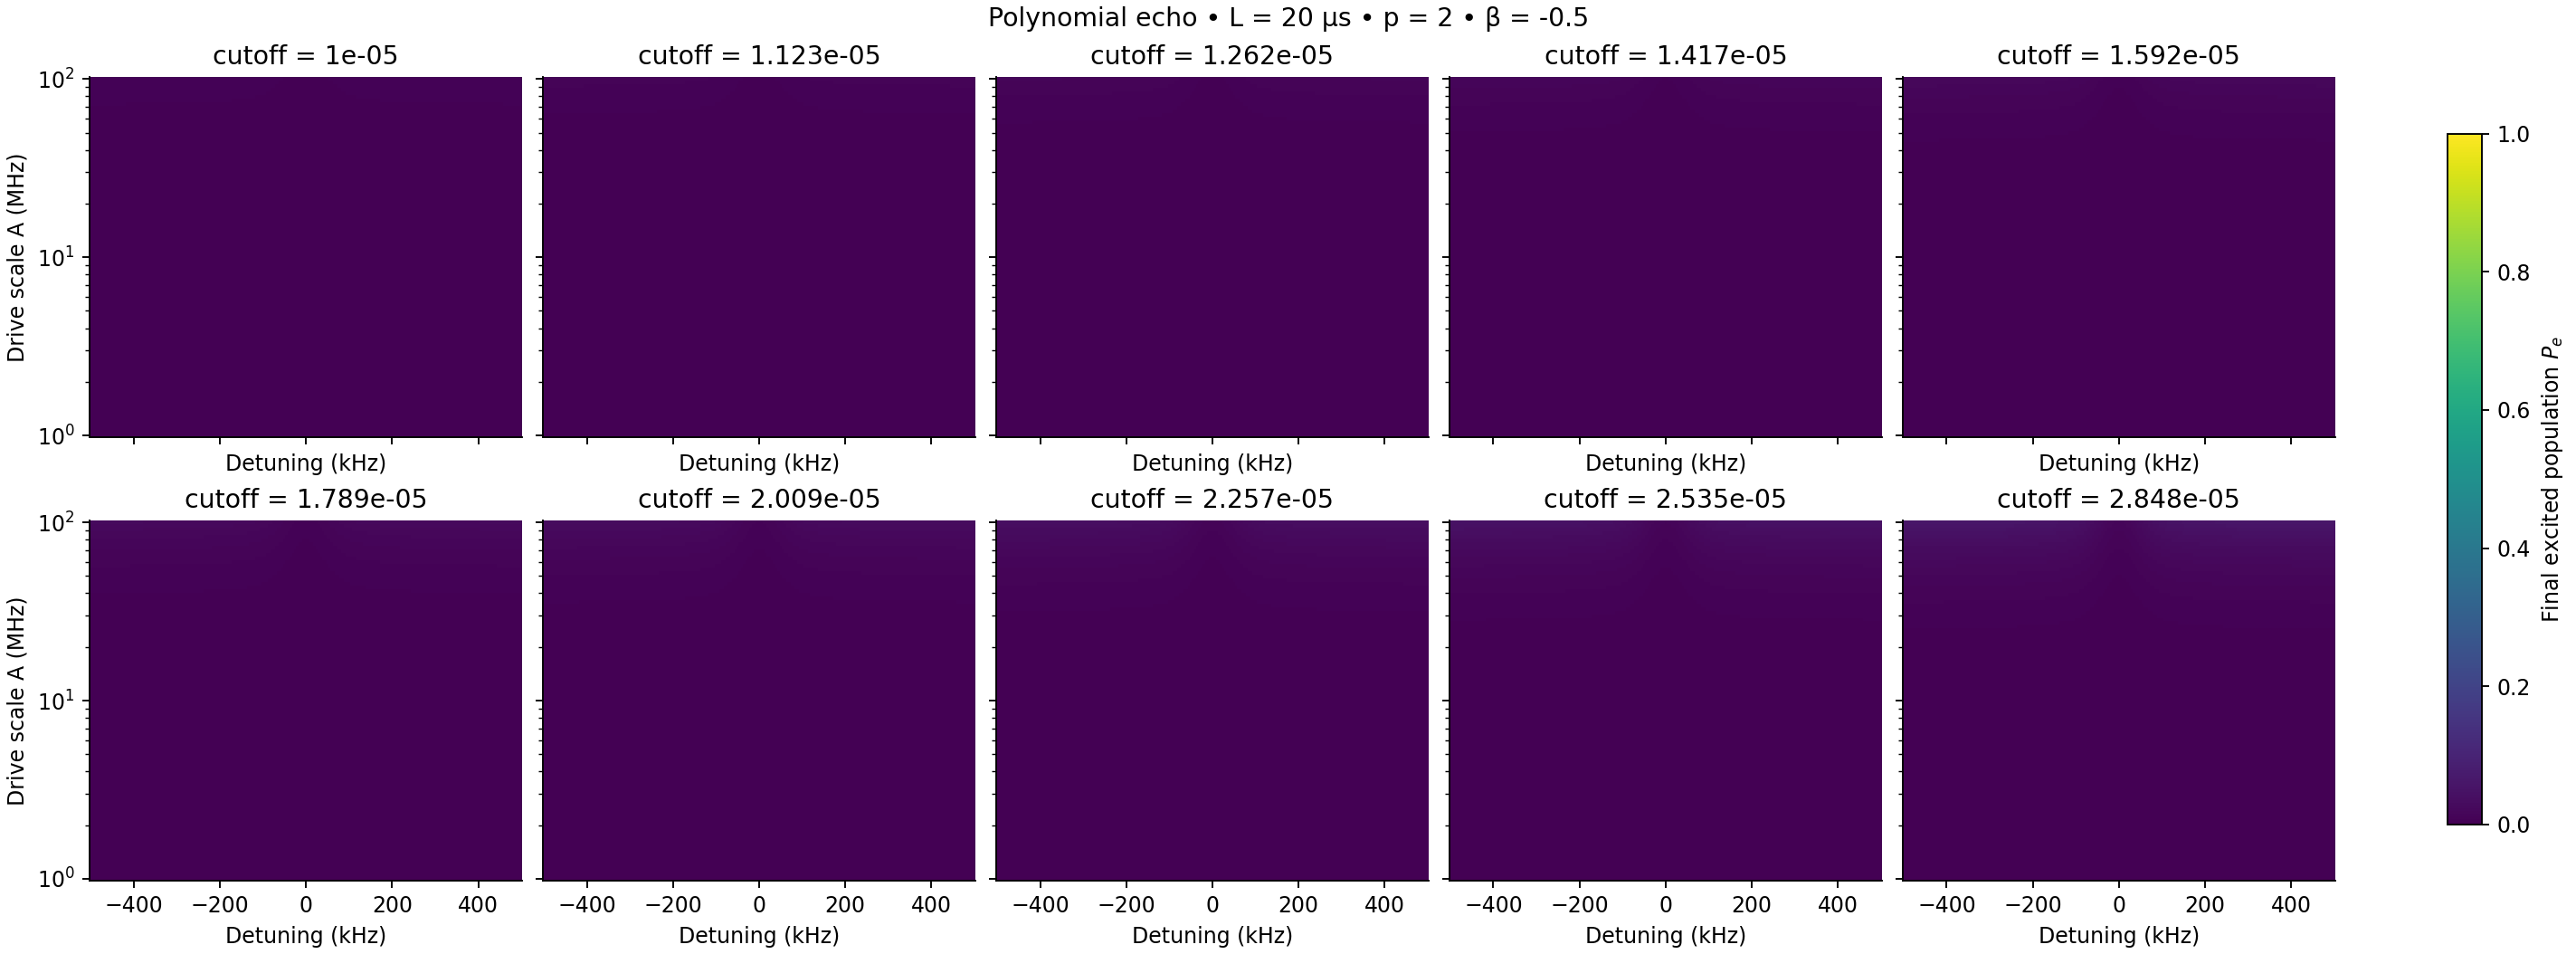 Polynomial echo • L = 20 µs • p = 2 • β = -0.5
cutoff = 1e-05
cutoff = 1.123e-05
cutoff = 1.262e-05
cutoff = 1.417e-05
cutoff = 1.592e-05
10²
10¹
10⁰
Drive scale A (MHz)
Detuning (kHz)
Detuning (kHz)
Detuning (kHz)
Detuning (kHz)
Detuning (kHz)
cutoff = 1.789e-05
cutoff = 2.009e-05
cutoff = 2.257e-05
cutoff = 2.535e-05
cutoff = 2.848e-05
10²
10¹
10⁰
Drive scale A (MHz)
−400 −200 0 200 400
−400 −200 0 200 400
−400 −200 0 200 400
−400 −200 0 200 400
−400 −200 0 200 400
Detuning (kHz)
Detuning (kHz)
Detuning (kHz)
Detuning (kHz)
Detuning (kHz)
1.0
0.8
0.6
0.4
0.2
0.0
Final excited population Pₑ